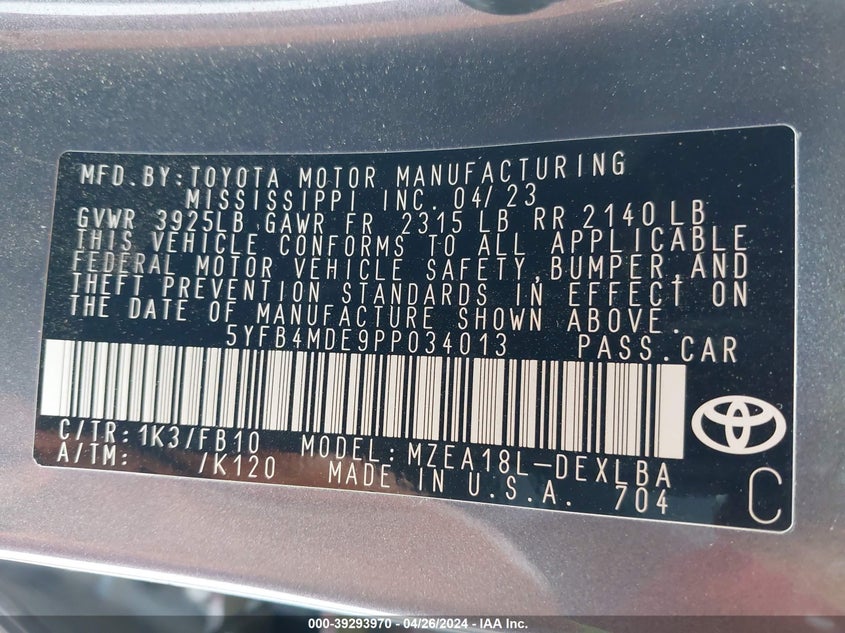 MFD.BY:TOYOTA MOTOR MANUFACTURING
MISSISSIPPI INC. 04/23
GVWR 3925LB GAWR FR 2315 LB RR 2140 LB
THIS VEHICLE CONFORMS TO ALL APPLICABLE
FEDERAL MOTOR VEHICLE SAFETY,BUMPER,AND
THEFT PREVENTION STANDARDS IN EFFECT ON
THE DATE OF MANUFACTURE SHOWN ABOVE.
5YFB4MDE9PP034013 PASS.CAR
C/TR:1K3/FB10 MODEL:MZEA18L-DEXLBA
A/TM: /K120 MADE IN U.S.A. 704
C
000-39293970 - 04/26/2024 - IAA Inc.